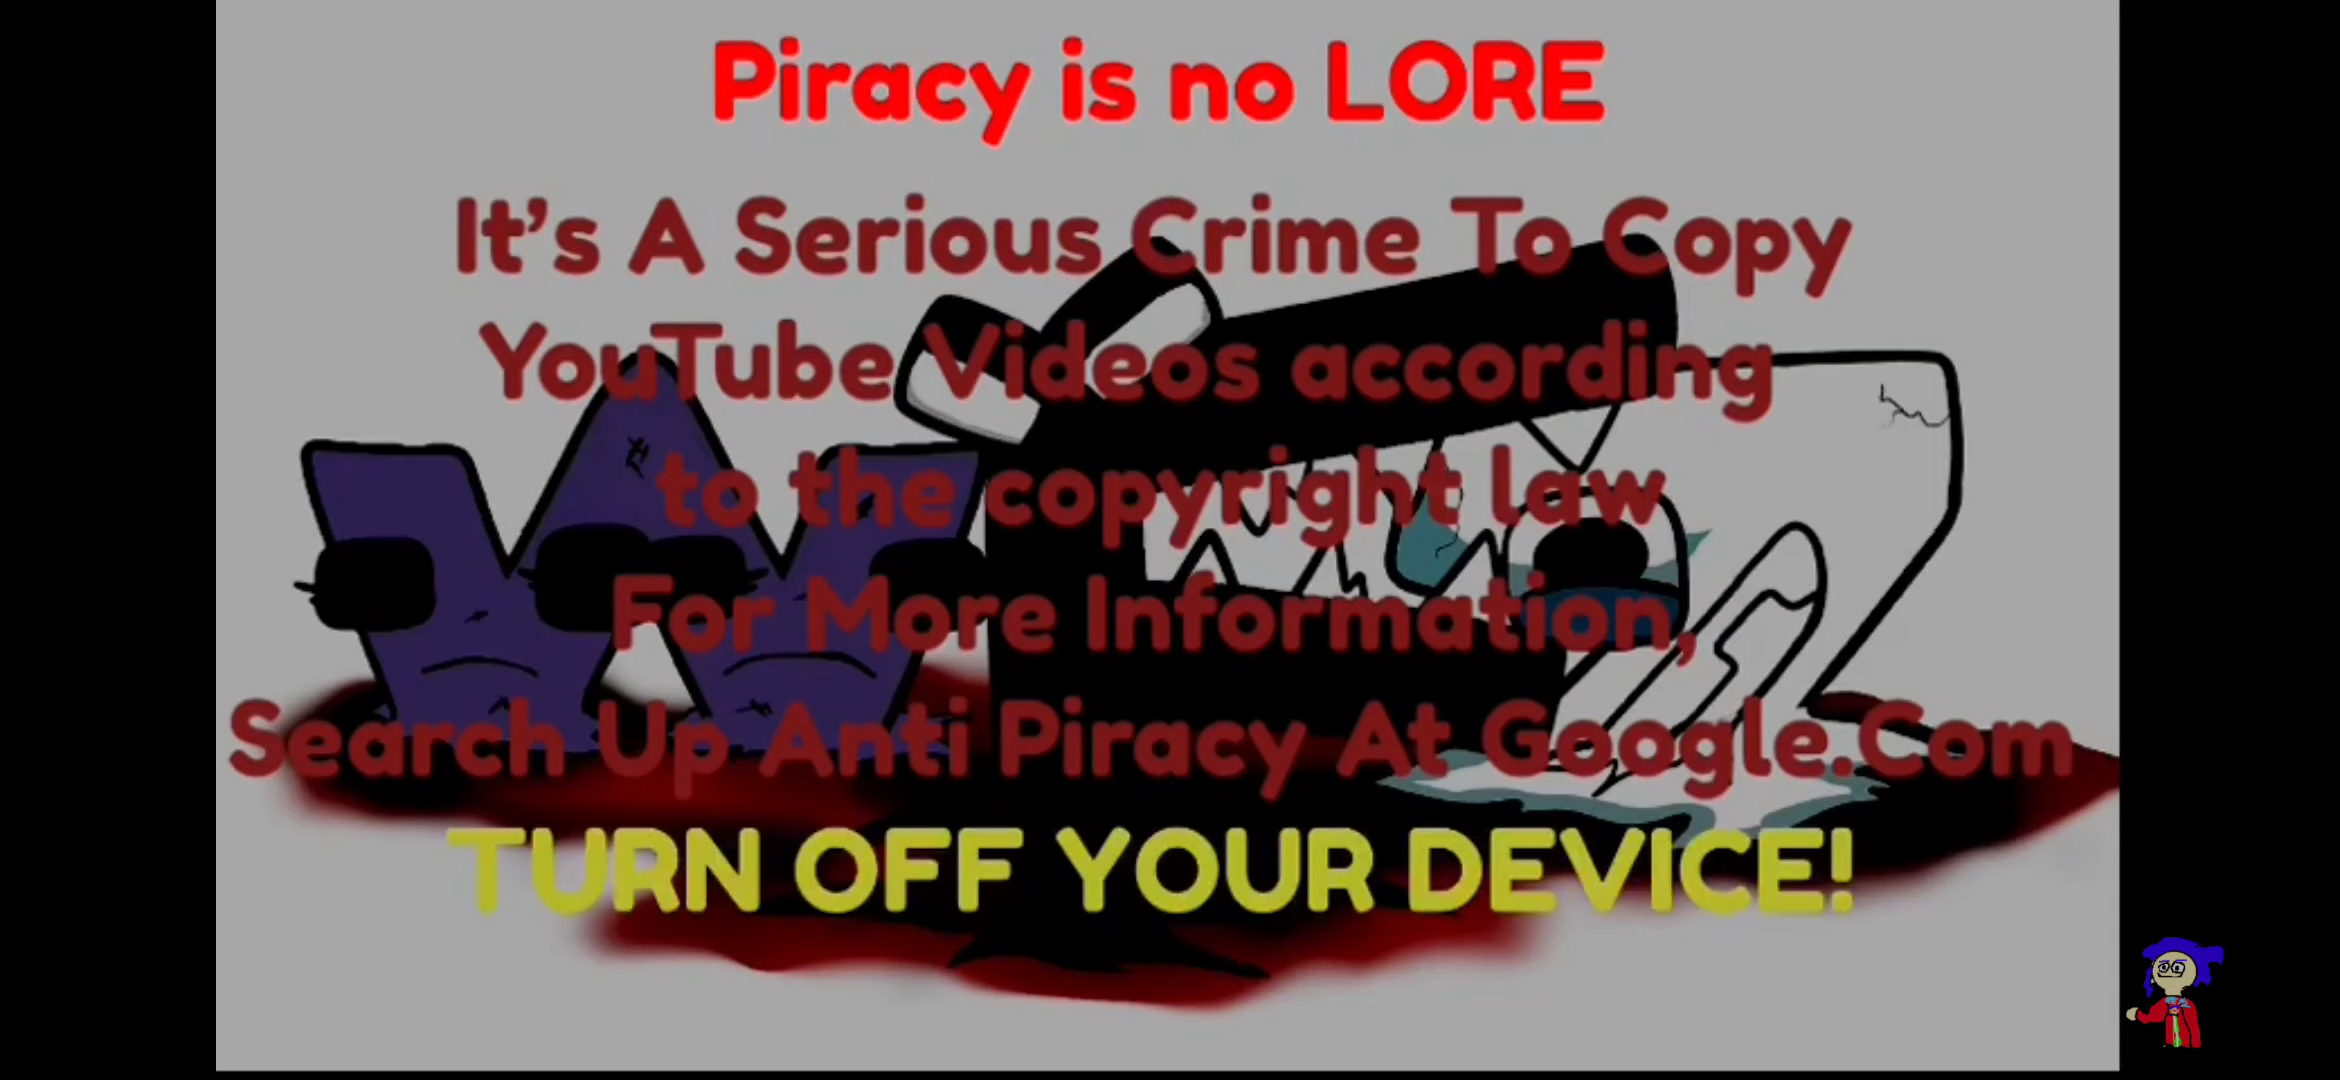 Piracy is no LORE
It’s A Serious Crime To Copy
YouTube Videos according
to the copyright law
For More Information,
Search Up Anti Piracy At Google.Com
TURN OFF YOUR DEVICE!